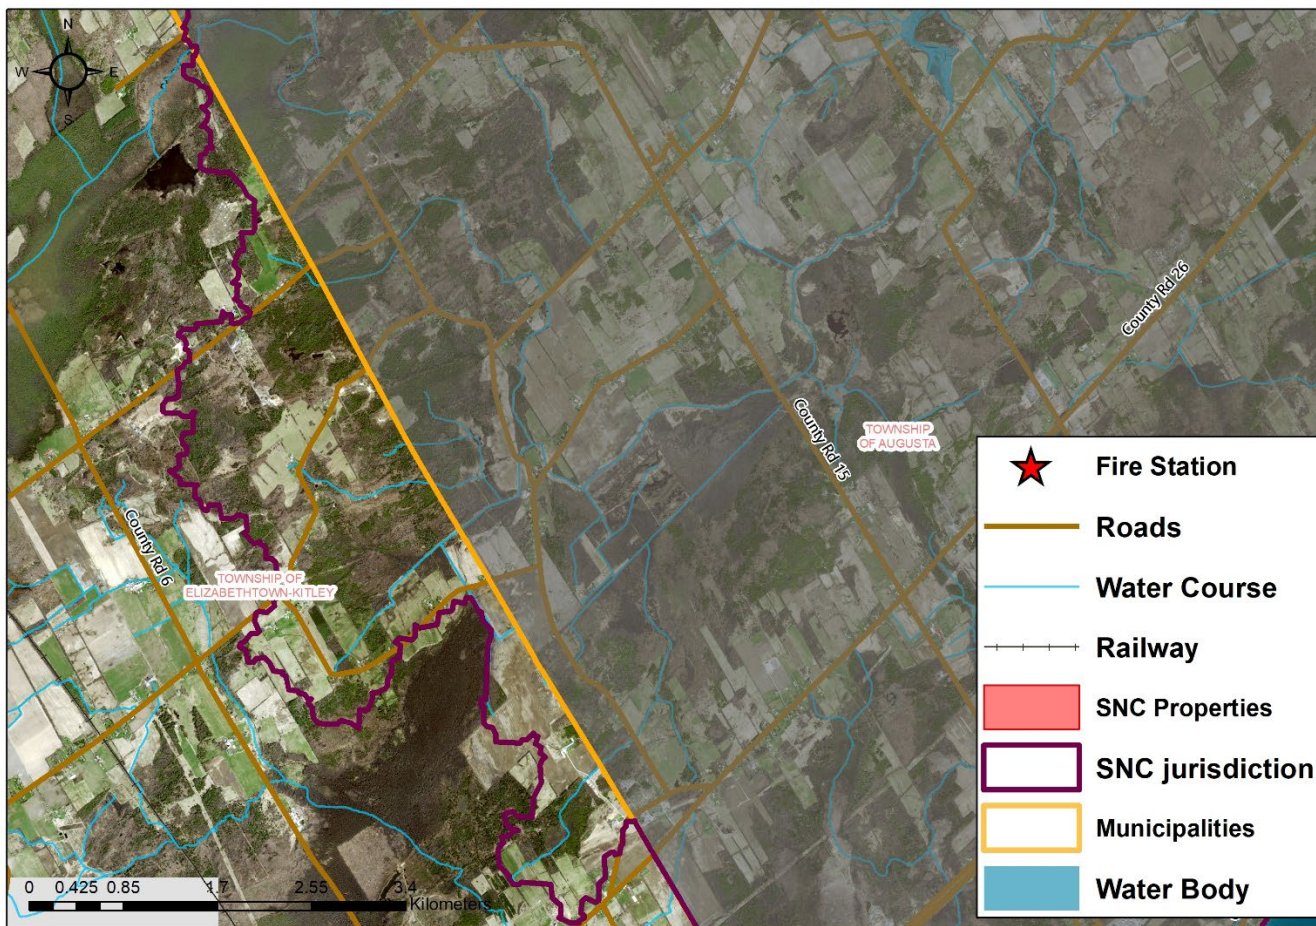 N
W
E
S
County Rd 26
County Rd 15
TOWNSHIP
OF AUGUSTA
County Rd 6
TOWNSHIP OF
ELIZABETHTOWN-KITLEY
Fire Station
Roads
Water Course
Railway
SNC Properties
SNC jurisdiction
Municipalities
Water Body
0 0.425 0.85 1.7 2.55 3.4
Kilometers